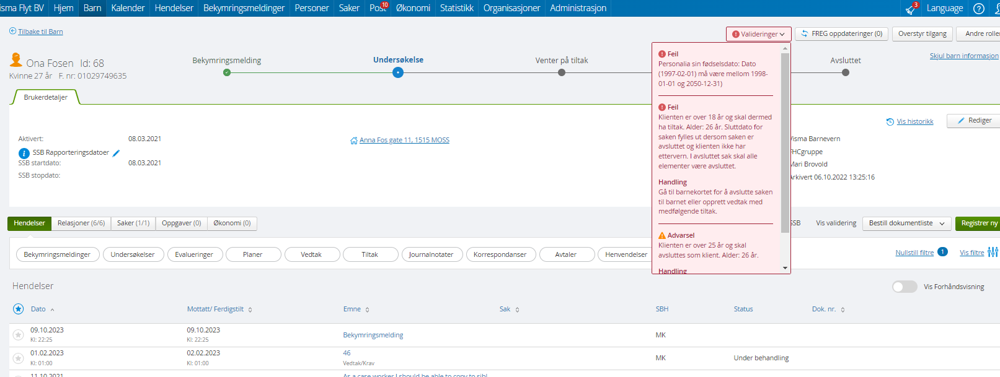 isma Flyt BV Hjem Barn Kalender Hendelser Bekymringsmeldinger Personer Saker Post 10 Økonomi Statistikk Organisasjoner Administrasjon 3 Language ?
Tilbake til Barn
Valideringer FREG oppdateringer (0) Overstyr tilgang Andre roller
Skjul barn informasjon
Ona Fosen Id: 68
Kvinne 27 år F. nr: 01029749635
Bekymringsmelding Undersøkelse Venter på tiltak Avsluttet
Feil
Personalia sin fødselsdato: Dato
(1997-02-01) må være mellom 1998-
01-01 og 2050-12-31)
Feil
Klienten er over 18 år og skal dermed
ha tiltak. Alder: 26 år. Sluttdato for
saken fylles ut dersom saken er
avsluttet og klienten ikke har
ettervern. I avsluttet sak skal alle
elementer være avsluttet.
Handling
Gå til barnekortet for å avslutte saken
til barnet eller opprett vedtak med
medfølgende tiltak.
Advarsel
Klienten er over 25 år og skal
avsluttes som klient. Alder: 26 år.
Handling
Brukerdetaljer
Vis historikk Rediger
Aktivert: 08.03.2021
SSB Rapporteringsdatoer
SSB startdato: 08.03.2021
SSB stopdato:
Anna Fos gate 11, 1515 MOSS
Visma Barnevern
FHCgruppe
Mari Brovold
Arkivert 06.10.2022 13:25:16
Hendelser Relasjoner (6/6) Saker (1/1) Oppgaver (0) Økonomi (0)
SSB Vis validering Bestill dokumentliste Registrer ny
Bekymringsmeldinger Undersøkelser Evalueringer Planer Vedtak Tiltak Journalnotater Korrespondanser Avtaler Henvendelser
Nullstill filtre 1 Vis filtre
Hendelser
Vis Forhåndsvisning
Dato Mottatt/ Ferdigstilt Emne Sak SBH Status Dok. nr.
09.10.2023 09.10.2023 Bekymringsmelding MK
Kl: 22:25 Kl: 22:25
01.02.2023 02.02.2023 46 MK Under behandling
Kl: 01:00 Kl: 01:00 Vedtak/Krav
11.10.2021 As a case worker I should be able to copy to sibl